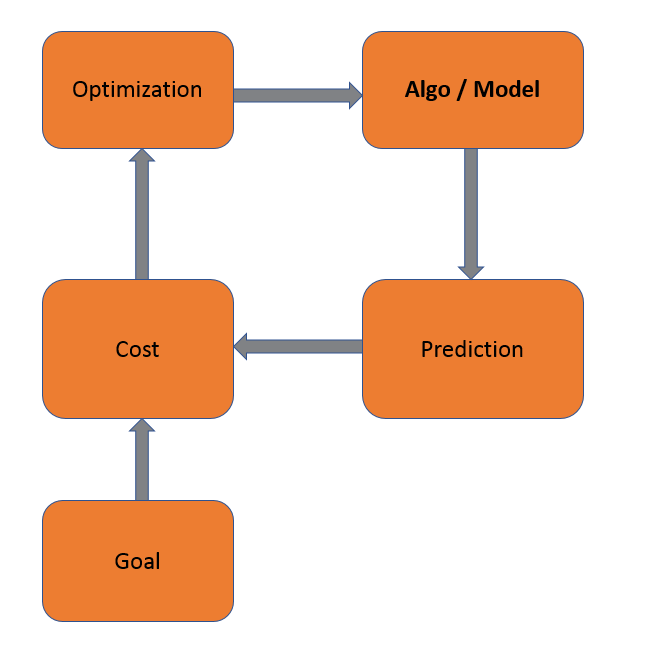 Optimization
Algo / Model
Cost
Prediction
Goal